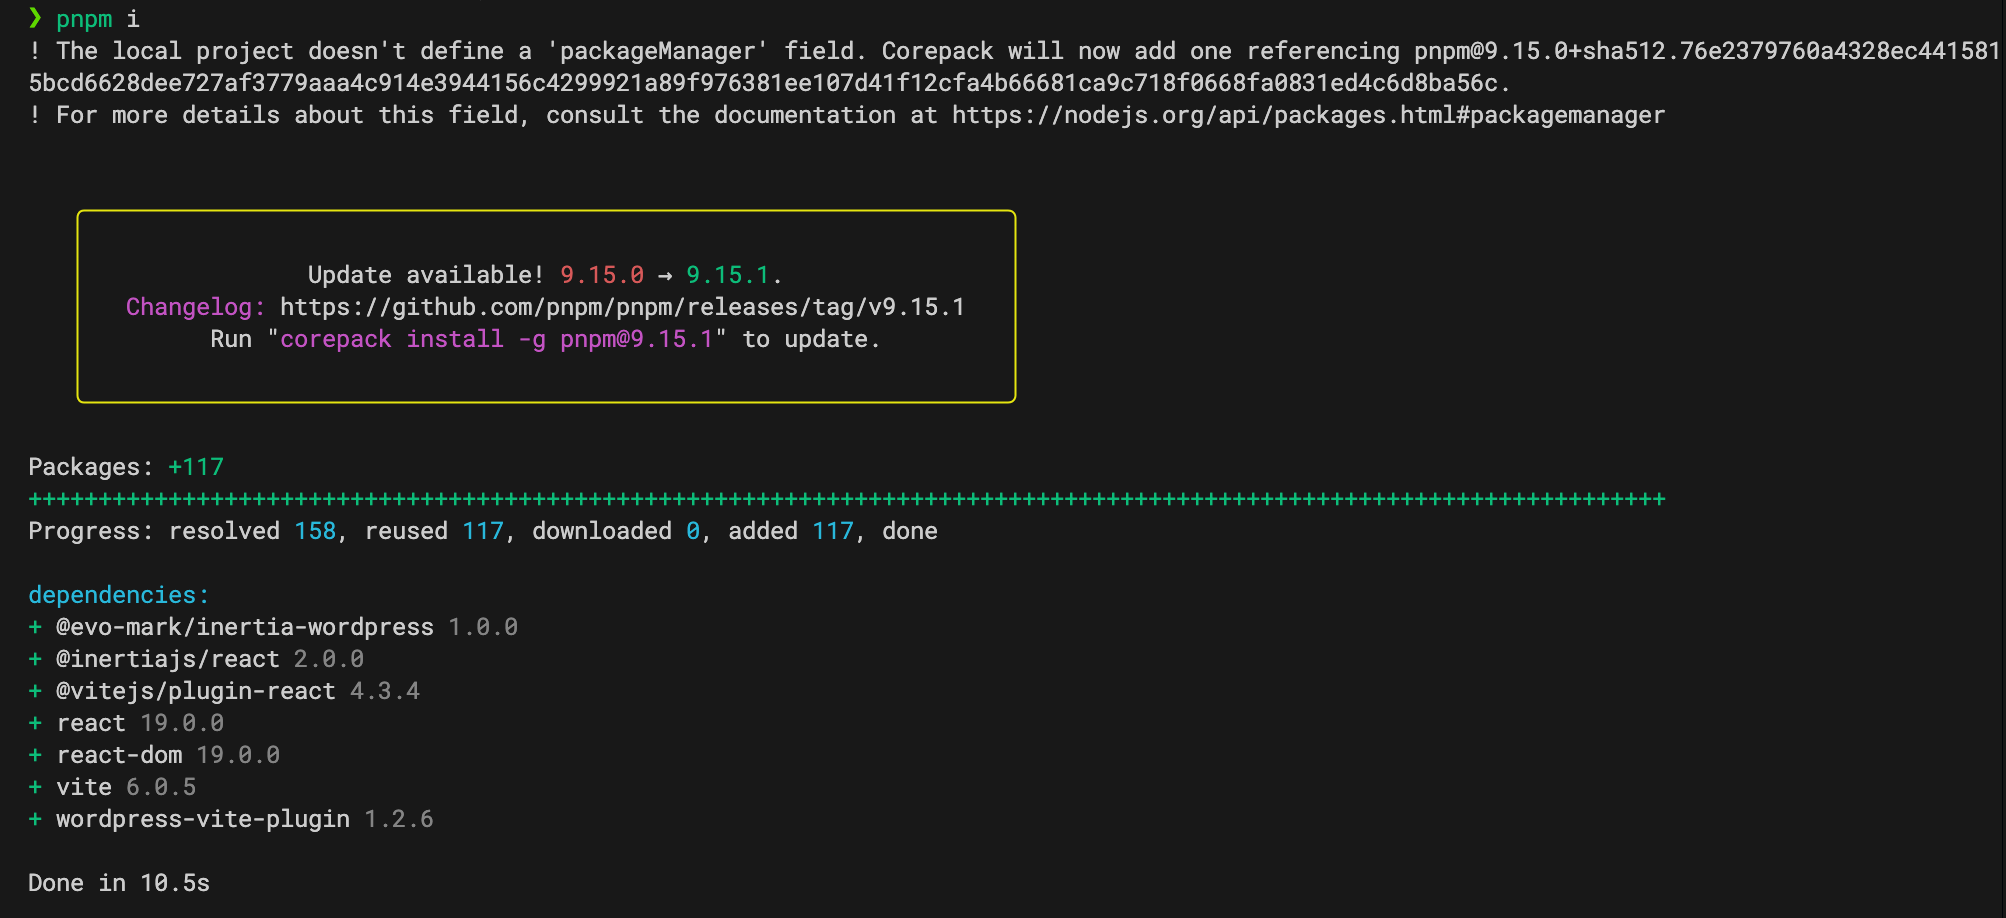 ❯ pnpm i
! The local project doesn't define a 'packageManager' field. Corepack will now add one referencing pnpm@9.15.0+sha512.76e2379760a4328ec441581
5bcd6628dee727af3779aaa4c914e3944156c4299921a89f976381ee107d41f12cfa4b66681ca9c718f0668fa0831ed4c6d8ba56c.
! For more details about this field, consult the documentation at https://nodejs.org/api/packages.html#packagemanager
Update available! 9.15.0 → 9.15.1.
Changelog: https://github.com/pnpm/pnpm/releases/tag/v9.15.1
Run "corepack install -g pnpm@9.15.1" to update.
Packages: +117
+++++++++++++++++++++++++++++++++++++++++++++++++++++++++++++++++++++++++++++++++++++++++++++++++++++++++++++++++++++
Progress: resolved 158, reused 117, downloaded 0, added 117, done
dependencies:
+ @evo-mark/inertia-wordpress 1.0.0
+ @inertiajs/react 2.0.0
+ @vitejs/plugin-react 4.3.4
+ react 19.0.0
+ react-dom 19.0.0
+ vite 6.0.5
+ wordpress-vite-plugin 1.2.6
Done in 10.5s